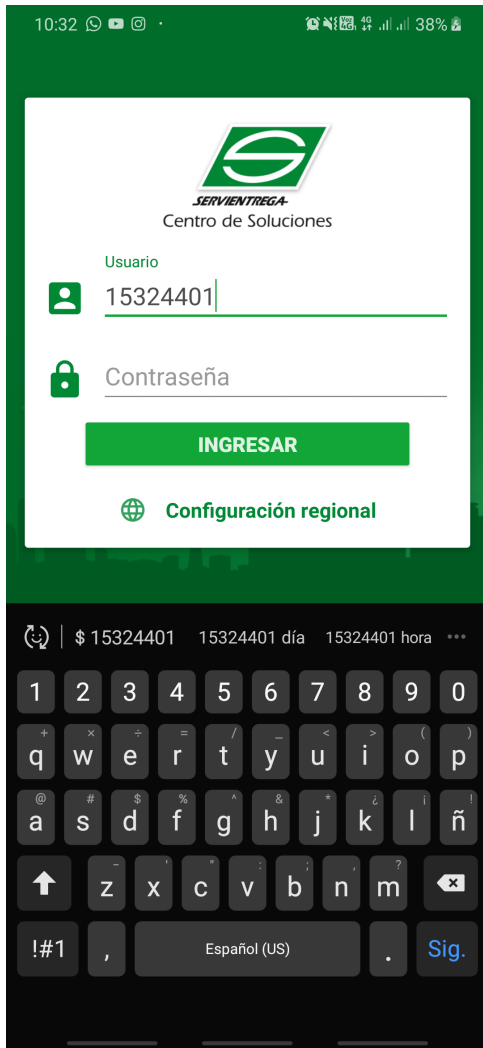 10:32 38%
SERVIENTREGA
Centro de Soluciones
Usuario
15324401
Contraseña
INGRESAR
Configuración regional
$ 15324401 15324401 día 15324401 hora
1 2 3 4 5 6 7 8 9 0
+ × ÷ = / _ < > ( )
q w e r t y u i o p
@ # $ % ^ & * ¿ ¡ !
a s d f g h j k l ñ
- ' " : ; , ?
z x c v b n m
!#1 , Español (US) . Sig.